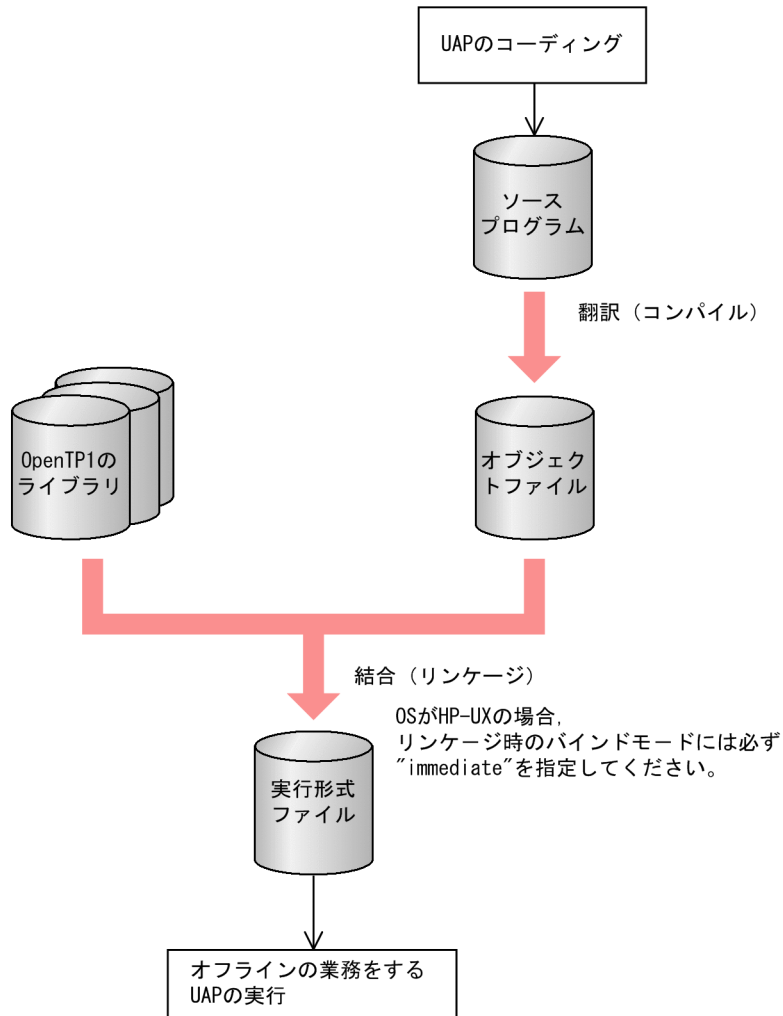 UAPのコーディング
ソース
プログラム
翻訳（コンパイル）
OpenTP1の
ライブラリ
オブジェク
トファイル
結合（リンケージ）
OSがHP-UXの場合,
リンケージ時のバインドモードには必ず
″immediate″を指定してください。
実行形式
ファイル
オフラインの業務をする
UAPの実行